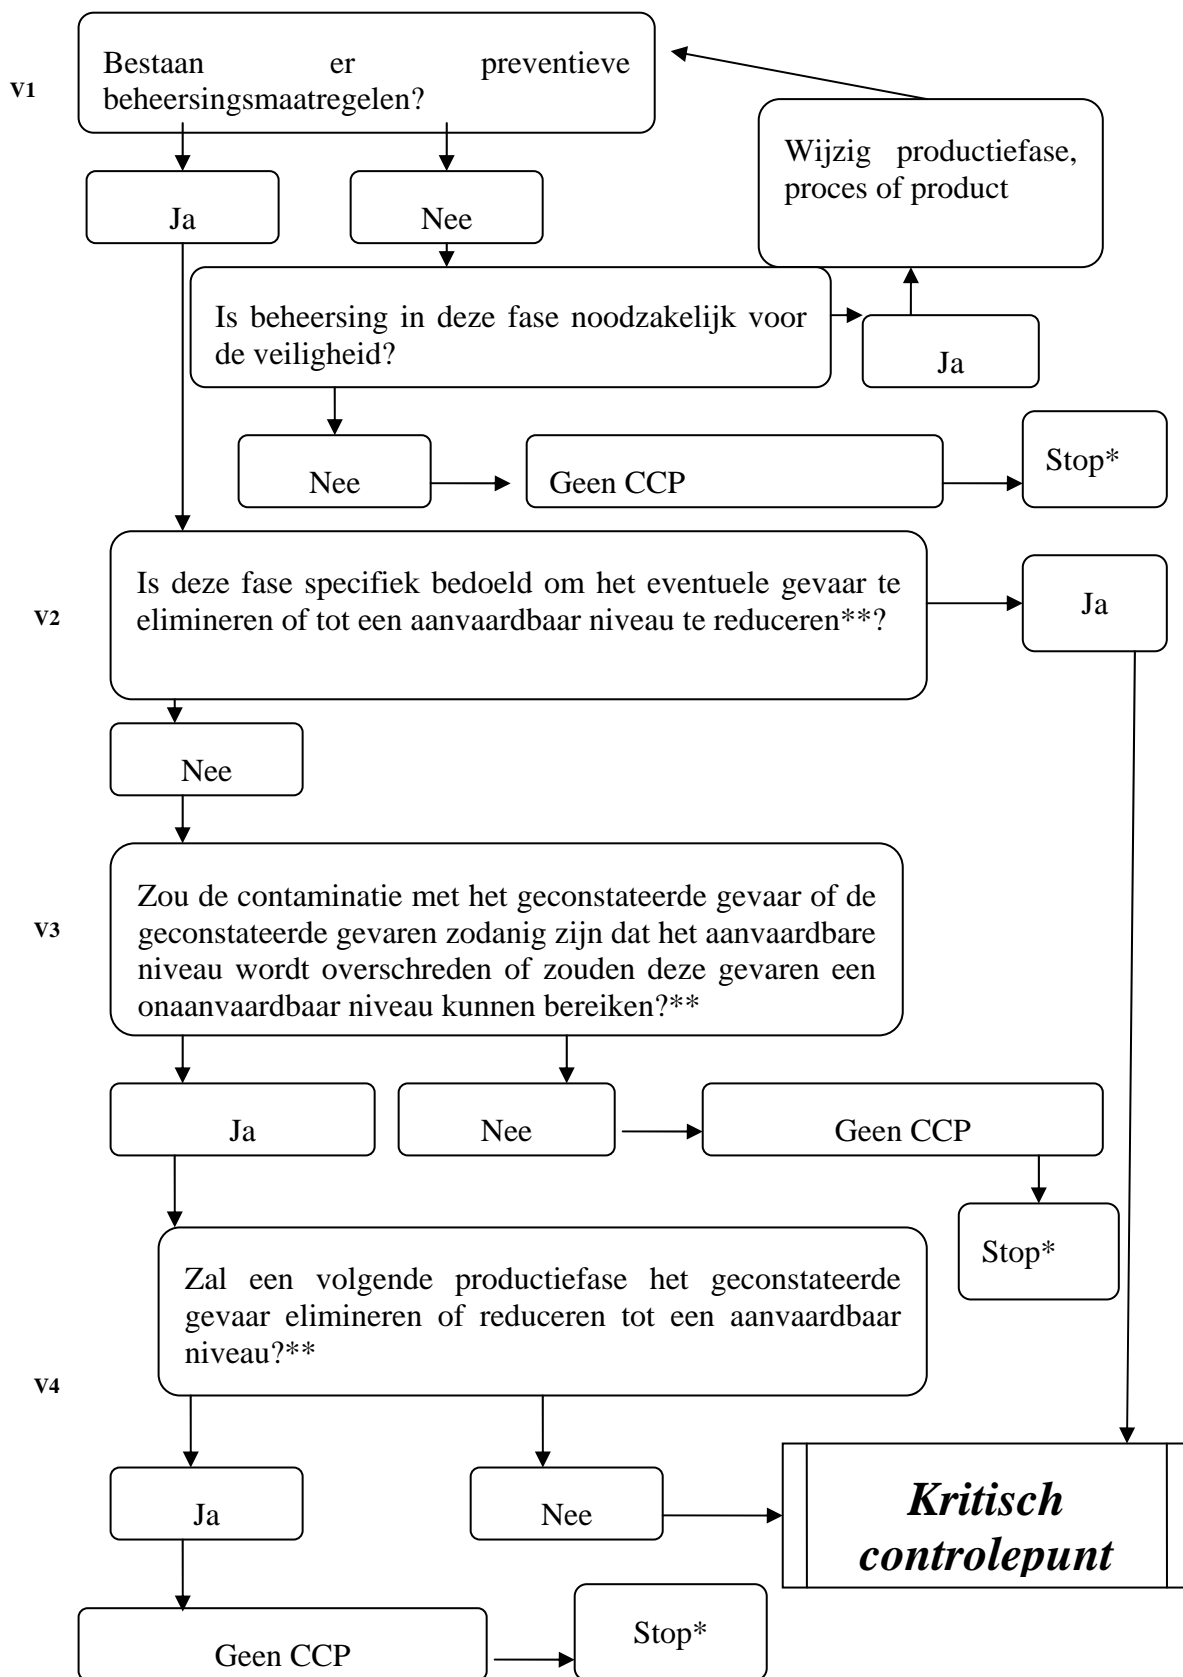 V1
Bestaan er preventieve
beheersingsmaatregelen?
Wijzig productiefase,
proces of product
Ja
Nee
Is beheersing in deze fase noodzakelijk voor
de veiligheid?
Ja
Nee
Geen CCP
Stop*
V2
Is deze fase specifiek bedoeld om het eventuele gevaar te
elimineren of tot een aanvaardbaar niveau te reduceren**?
Ja
Nee
V3
Zou de contaminatie met het geconstateerde gevaar of de
geconstateerde gevaren zodanig zijn dat het aanvaardbare
niveau wordt overschreden of zouden deze gevaren een
onaanvaardbaar niveau kunnen bereiken?**
Ja
Nee
Geen CCP
Stop*
V4
Zal een volgende productiefase het geconstateerde
gevaar elimineren of reduceren tot een aanvaardbaar
niveau?**
Ja
Nee
Kritisch
controlepunt
Geen CCP
Stop*